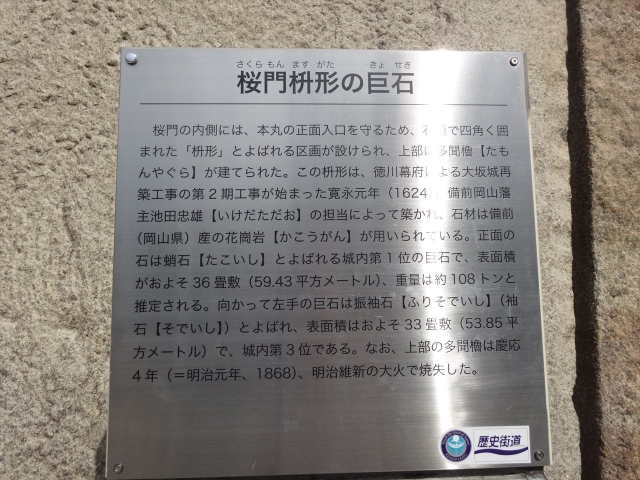 さくら もん ます がた きょ せき
桜門枡形の巨石
桜門の内側には、本丸の正面入口を守るため、石垣で四角く囲
まれた「枡形」とよばれる区画が設けられ、上部に多聞櫓【たも
んやぐら】が建てられた。この枡形は、徳川幕府による大坂城再
築工事の第2期工事が始まった寛永元年(1624)、備前岡山藩
主池田忠雄【いけだただお】の担当によって築かれ、石材は備前
(岡山県)産の花崗岩【かこうがん】が用いられている。正面の
石は蛸石【たこいし】とよばれる城内第1位の巨石で、表面積
がおよそ36畳敷(59.43平方メートル)、重量は約108トンと
推定される。向かって左手の巨石は振袖石【ふりそでいし】(袖
石【そでいし】)とよばれ、表面積はおよそ33畳敷(53.85平
方メートル)で、城内第3位である。なお、上部の多聞櫓は慶応
4年(=明治元年、1868)、明治維新の大火で焼失した。
歴史街道